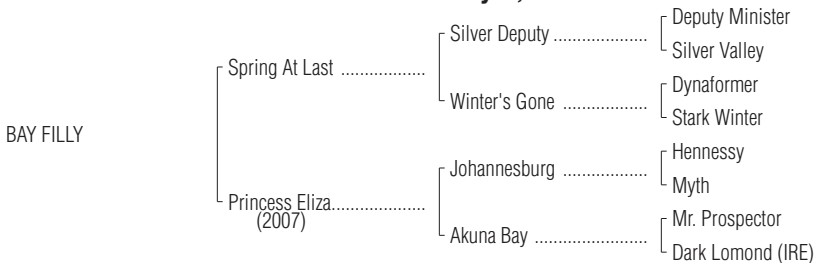 Deputy Minister
Silver Deputy ....................
Silver Valley
Spring At Last ..................
Dynaformer
Winter's Gone ..................
Stark Winter
BAY FILLY
Hennessy
Johannesburg ..................
Myth
Princess Eliza....................
(2007)
Mr. Prospector
Akuna Bay ........................
Dark Lomond (IRE)